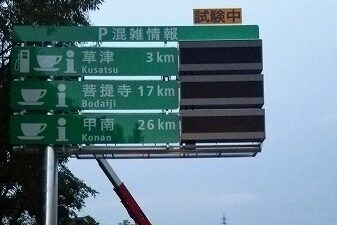 試験中
P混雑情報
草津 3km
Kusatsu
菩提寺 17km
Bodaiji
甲南 26km
Konan